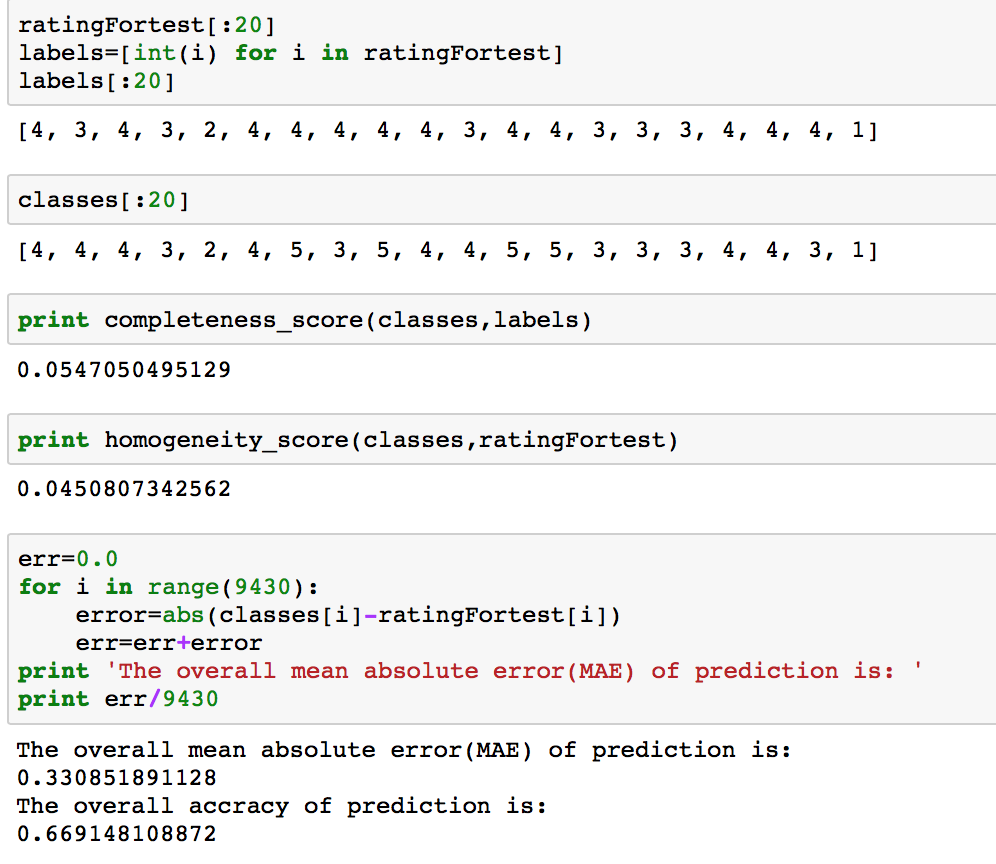 ratingFortest[:20]
labels=[int(i) for i in ratingFortest]
labels[:20]
[4, 3, 4, 3, 2, 4, 4, 4, 4, 4, 3, 4, 4, 3, 3, 3, 4, 4, 4, 1]
classes[:20]
[4, 4, 4, 3, 2, 4, 5, 3, 5, 4, 4, 5, 5, 3, 3, 3, 4, 4, 3, 1]
print completeness_score(classes,labels)
0.0547050495129
print homogeneity_score(classes,ratingFortest)
0.0450807342562
err=0.0
for i in range(9430):
    error=abs(classes[i]-ratingFortest[i])
    err=err+error
print 'The overall mean absolute error(MAE) of prediction is: '
print err/9430
The overall mean absolute error(MAE) of prediction is:
0.330851891128
The overall accracy of prediction is:
0.669148108872